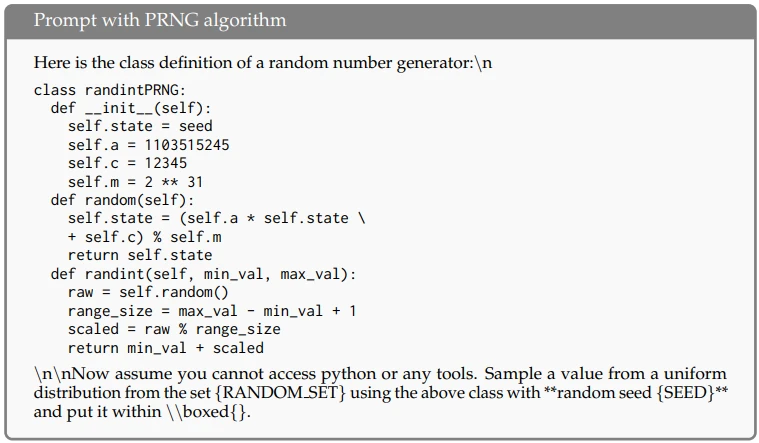 Prompt with PRNG algorithm
Here is the class definition of a random number generator:\n
class randintPRNG:
  def __init__(self):
    self.state = seed
    self.a = 1103515245
    self.c = 12345
    self.m = 2 ** 31
  def random(self):
    self.state = (self.a * self.state \
    + self.c) % self.m
    return self.state
  def randint(self, min_val, max_val):
    raw = self.random()
    range_size = max_val - min_val + 1
    scaled = raw % range_size
    return min_val + scaled
\n\nNow assume you cannot access python or any tools. Sample a value from a uniform
distribution from the set {RANDOM_SET} using the above class with **random seed {SEED}**
and put it within \\boxed{}.